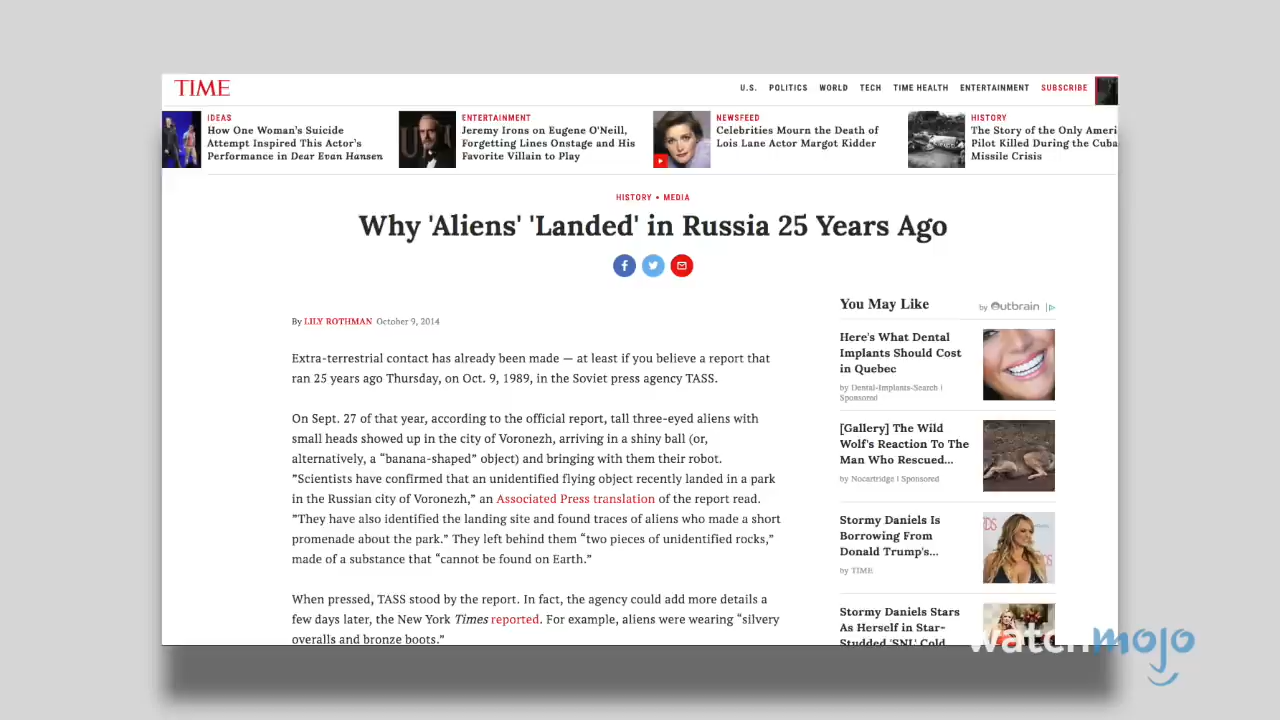 TIME
U.S. POLITICS WORLD TECH TIME HEALTH ENTERTAINMENT SUBSCRIBE
IDEAS
How One Woman's Suicide
Attempt Inspired This Actor's
Performance in Dear Evan Hansen
ENTERTAINMENT
Jeremy Irons on Eugene O'Neill,
Forgetting Lines Onstage and His
Favorite Villain to Play
NEWSFEED
Celebrities Mourn the Death of
Lois Lane Actor Margot Kidder
HISTORY
The Story of the Only Ameri
Pilot Killed During the Cuba
Missile Crisis
HISTORY • MEDIA
Why 'Aliens' 'Landed' in Russia 25 Years Ago
By LILY ROTHMAN October 9, 2014
Extra-terrestrial contact has already been made — at least if you believe a report that
ran 25 years ago Thursday, on Oct. 9, 1989, in the Soviet press agency TASS.
On Sept. 27 of that year, according to the official report, tall three-eyed aliens with
small heads showed up in the city of Voronezh, arriving in a shiny ball (or,
alternatively, a “banana-shaped” object) and bringing with them their robot.
”Scientists have confirmed that an unidentified flying object recently landed in a park
in the Russian city of Voronezh,” an Associated Press translation of the report read.
”They have also identified the landing site and found traces of aliens who made a short
promenade about the park.” They left behind them “two pieces of unidentified rocks,”
made of a substance that “cannot be found on Earth.”
When pressed, TASS stood by the report. In fact, the agency could add more details a
few days later, the New York Times reported. For example, aliens were wearing “silvery
overalls and bronze boots.”
You May Like
by Outbrain
Here's What Dental
Implants Should Cost
in Quebec
by Dental-Implants-Search |
Sponsored
[Gallery] The Wild
Wolf's Reaction To The
Man Who Rescued...
by Nocartridge | Sponsored
Stormy Daniels Is
Borrowing From
Donald Trump's...
by TIME
Stormy Daniels Stars
As Herself in Star-
Studded 'SNL' Cold
watchmojo